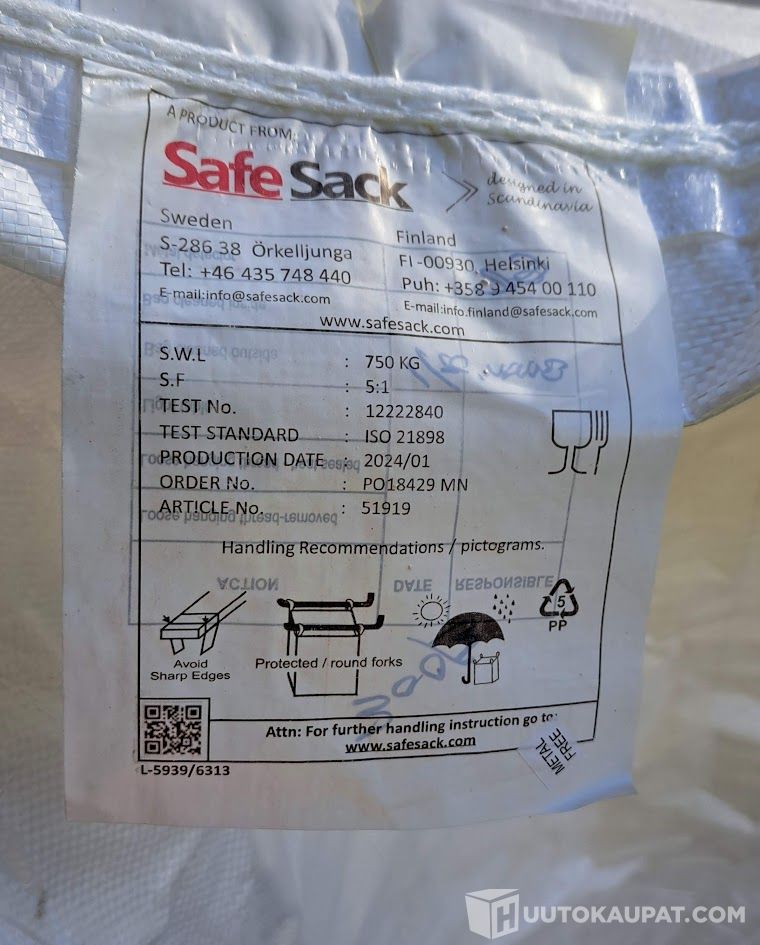 A PRODUCT FROM:
SafeSack
designed in
Scandinavia
Sweden
S-286 38 Örkelljunga
Tel: +46 435 748 440
E-mail:info@safesack.com
Finland
FI -00930, Helsinki
Puh: +358 9 454 00 110
E-mail:info.finland@safesack.com
www.safesack.com
S.W.L : 750 KG
S.F : 5:1
TEST No. : 12222840
TEST STANDARD : ISO 21898
PRODUCTION DATE : 2024/01
ORDER No. : PO18429 MN
ARTICLE No. : 51919
Loose hanging thread-removed
Handling Recommendations / pictograms.
ACTION DATE RESPONSIBLE
5
PP
Avoid
Sharp Edges
Protected / round forks
Attn: For further handling instruction go to:
www.safesack.com
METAL
FREE
L-5939/6313
HUUTOKAUPAT.COM